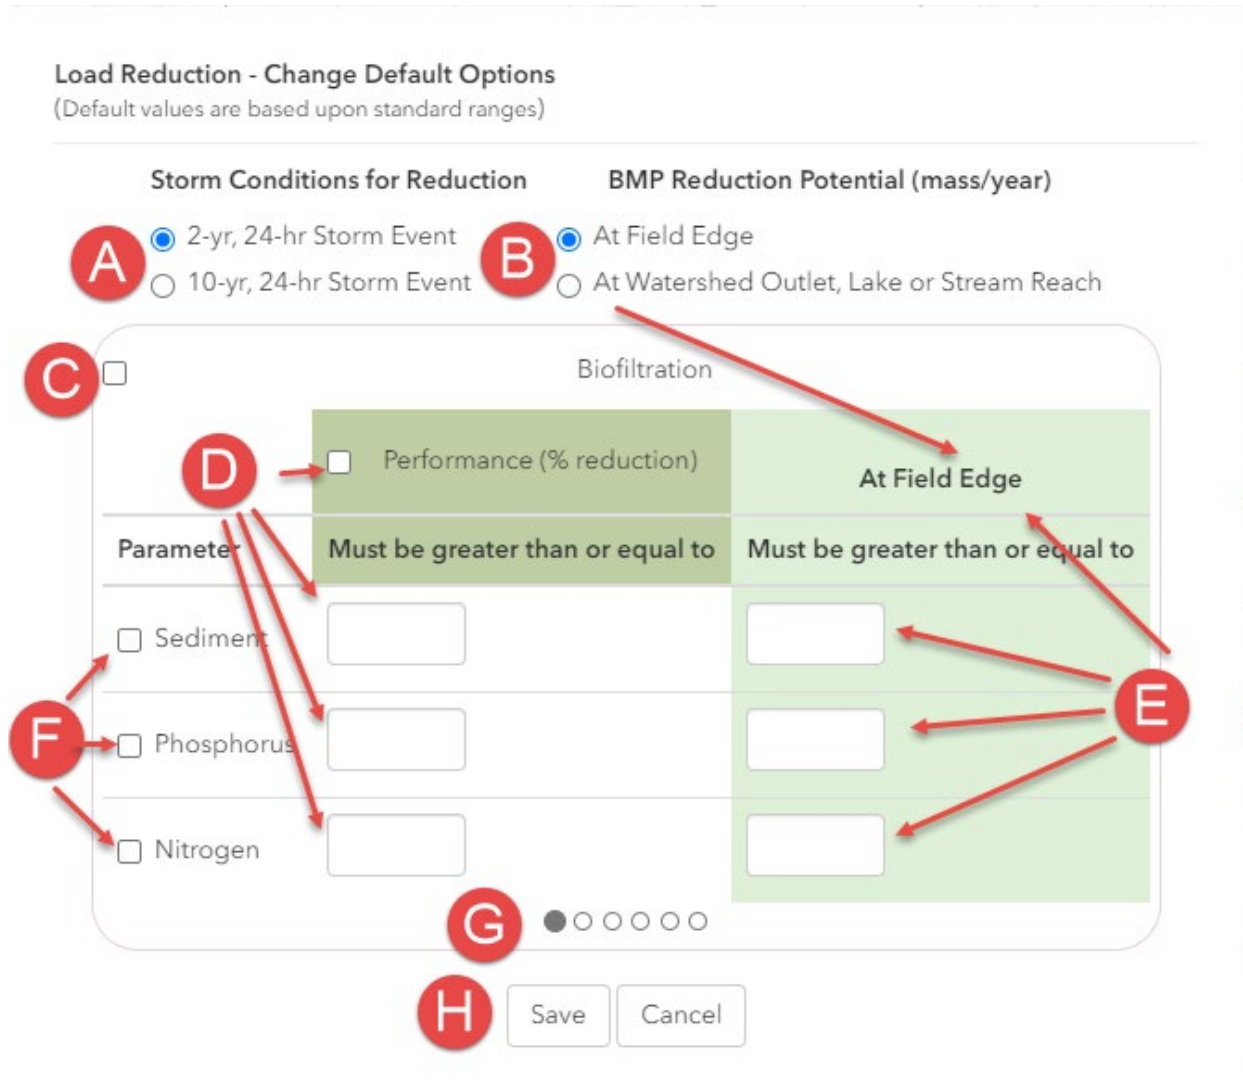 Load Reduction - Change Default Options
(Default values are based upon standard ranges)
Storm Conditions for Reduction BMP Reduction Potential (mass/year)
A 2-yr, 24-hr Storm Event B At Field Edge
10-yr, 24-hr Storm Event At Watershed Outlet, Lake or Stream Reach
C Biofiltration
D Performance (% reduction) At Field Edge
Parameter Must be greater than or equal to Must be greater than or equal to
Sediment
E
F Phosphorus
Nitrogen
G
H Save Cancel